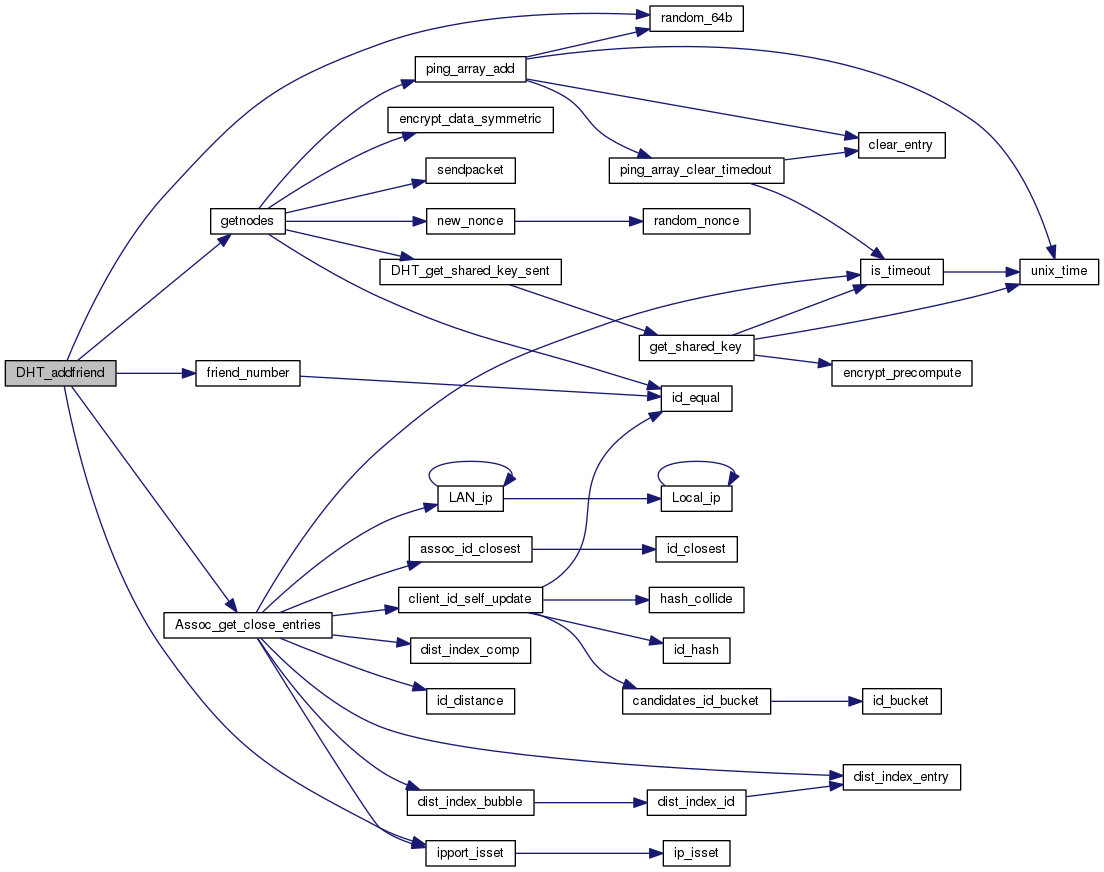 random_64b
ping_array_add
encrypt_data_symmetric
clear_entry
sendpacket
ping_array_clear_timedout
getnodes
new_nonce
random_nonce
DHT_get_shared_key_sent
is_timeout
unix_time
get_shared_key
DHT_addfriend
friend_number
encrypt_precompute
id_equal
LAN_ip
Local_ip
assoc_id_closest
id_closest
client_id_self_update
hash_collide
Assoc_get_close_entries
dist_index_comp
id_hash
id_distance
candidates_id_bucket
id_bucket
dist_index_entry
dist_index_bubble
dist_index_id
ipport_isset
ip_isset